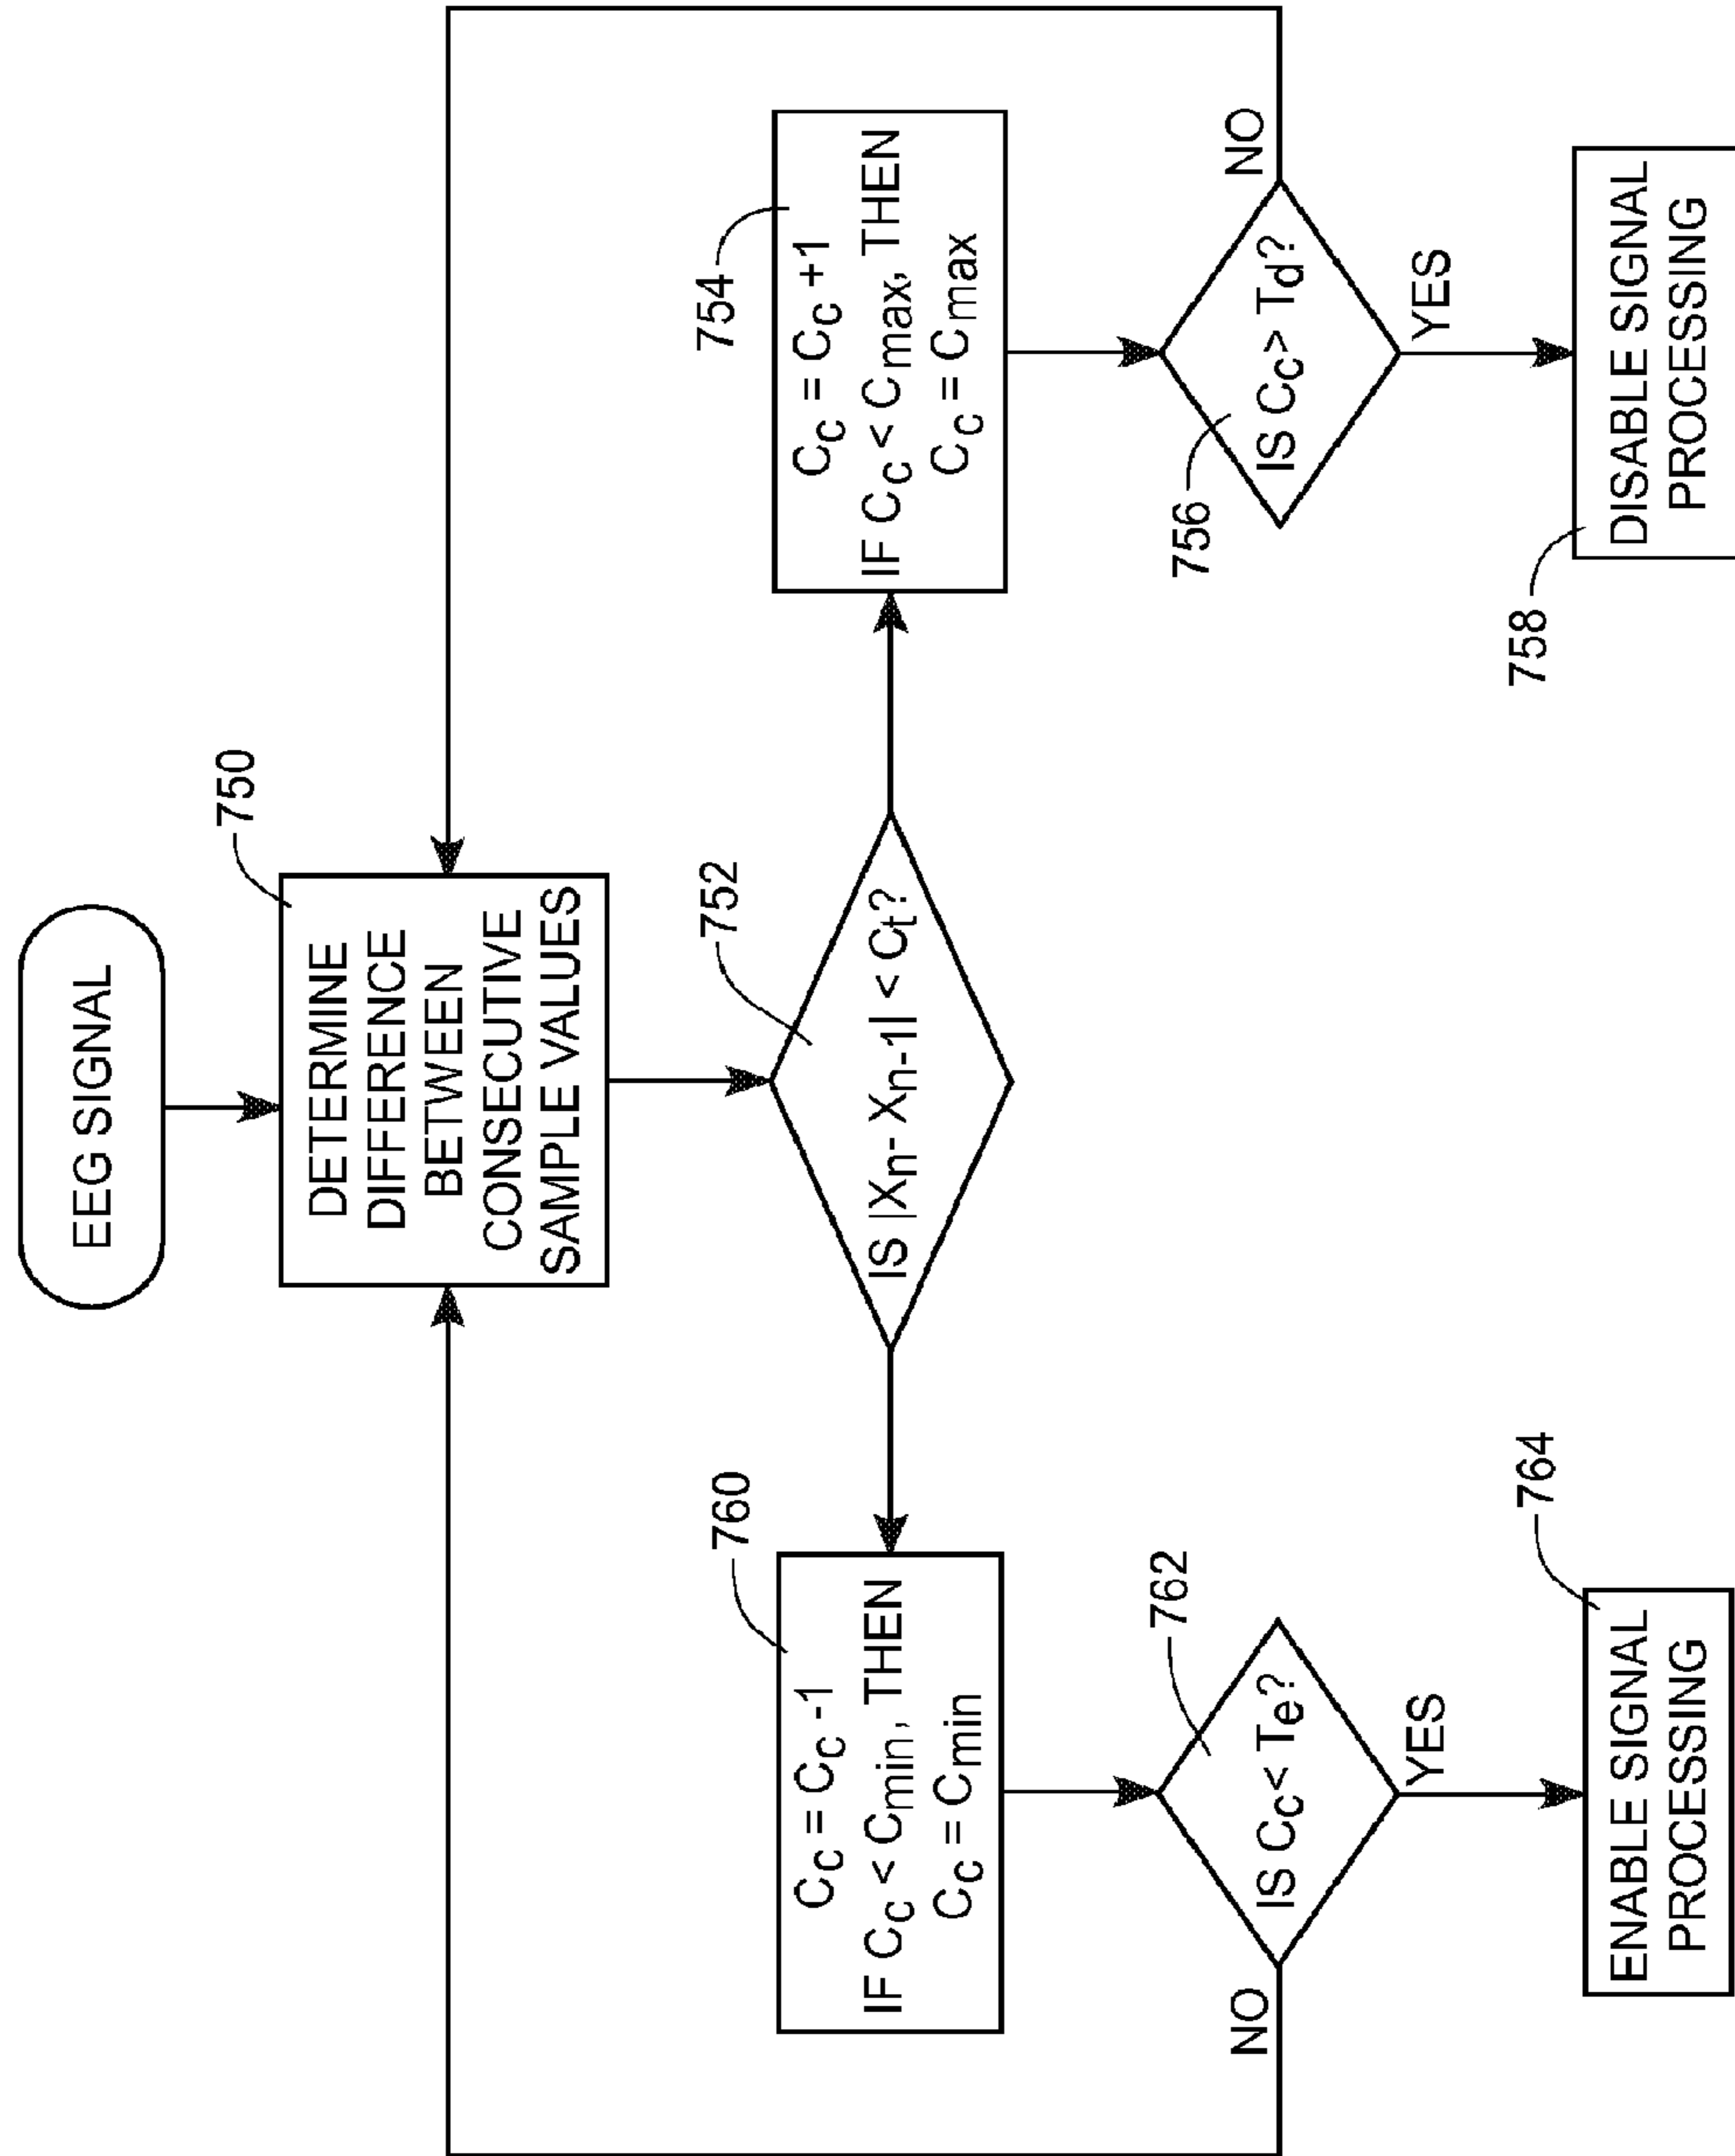 EEG SIGNAL
750
DETERMINE
DIFFERENCE
BETWEEN
CONSECUTIVE
SAMPLE VALUES
752
IS |Xn- Xn-1| < Ct?
760
Cc = Cc -1
IF Cc < Cmin, THEN
Cc = Cmin
754
Cc = Cc +1
IF Cc < Cmax, THEN
Cc = Cmax
762
IS Cc < Te?
NO
YES
756
IS Cc > Td?
NO
YES
764
ENABLE SIGNAL
PROCESSING
758
DISABLE SIGNAL
PROCESSING